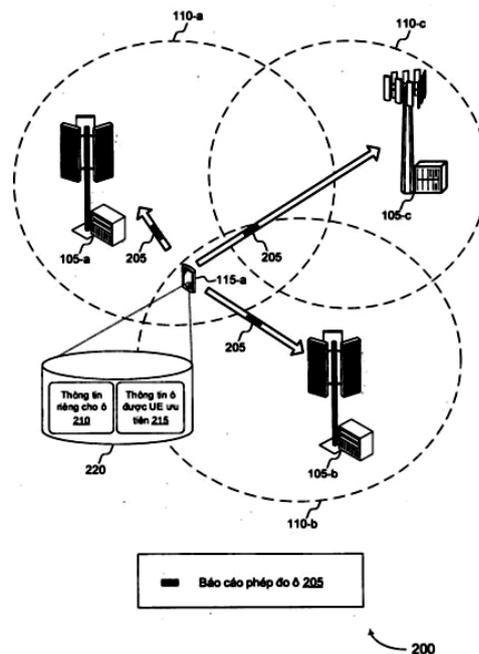 110-a
110-c
105-a
205
205
105-c
115-a
205
Thông tin
riêng cho ô
210
Thông tin ô
được UE ưu
tiên 215
220
105-b
110-b
Báo cáo phép đo ô 205
200